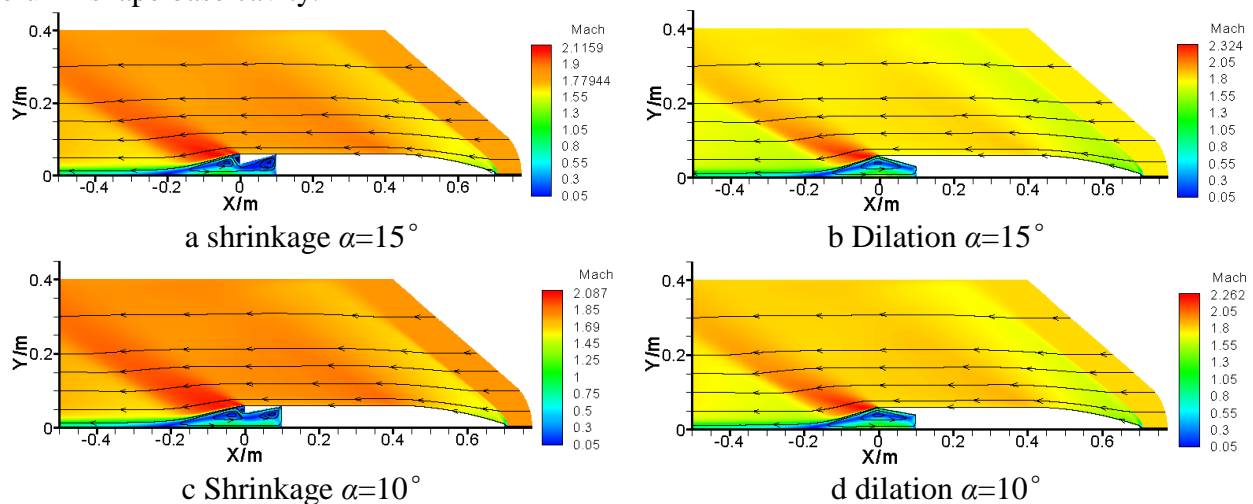 shape base cavity.
Mach
2.1159
1.9
1.77944
1.55
1.3
1.05
0.8
0.55
0.3
0.05
0.4
0.2
0
Y/m
-0.4 -0.2 0 0.2 0.4 0.6
X/m
a shrinkage α=15°
Mach
2.324
2.05
1.8
1.55
1.3
1.05
0.8
0.55
0.3
0.05
0.4
0.2
0
Y/m
-0.4 -0.2 0 0.2 0.4 0.6
X/m
b Dilation α=15°
Mach
2.087
1.85
1.69
1.45
1.25
1
0.75
0.53
0.3
0.05
0.4
0.2
0
Y/m
-0.4 -0.2 0 0.2 0.4 0.6
X/m
c Shrinkage α=10°
Mach
2.262
2.01
1.8
1.53
1.3
1.04
0.8
0.55
0.3
0.05
0.4
0.2
0
Y/m
-0.4 -0.2 0 0.2 0.4 0.6
X/m
d dilation α=10°